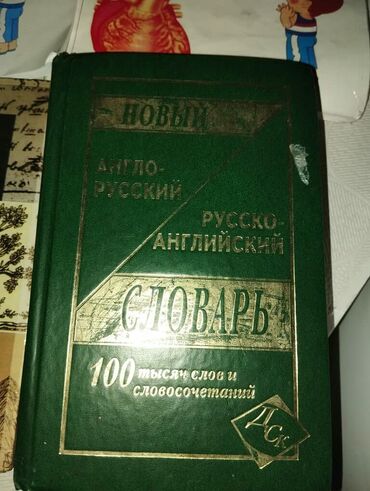 НОВЫЙ
АНГЛО-
РУССКИЙ
РУССКО-
АНГЛИЙСКИЙ
СЛОВАРЬ
100 тысяч слов и
словосочетаний
ДСК